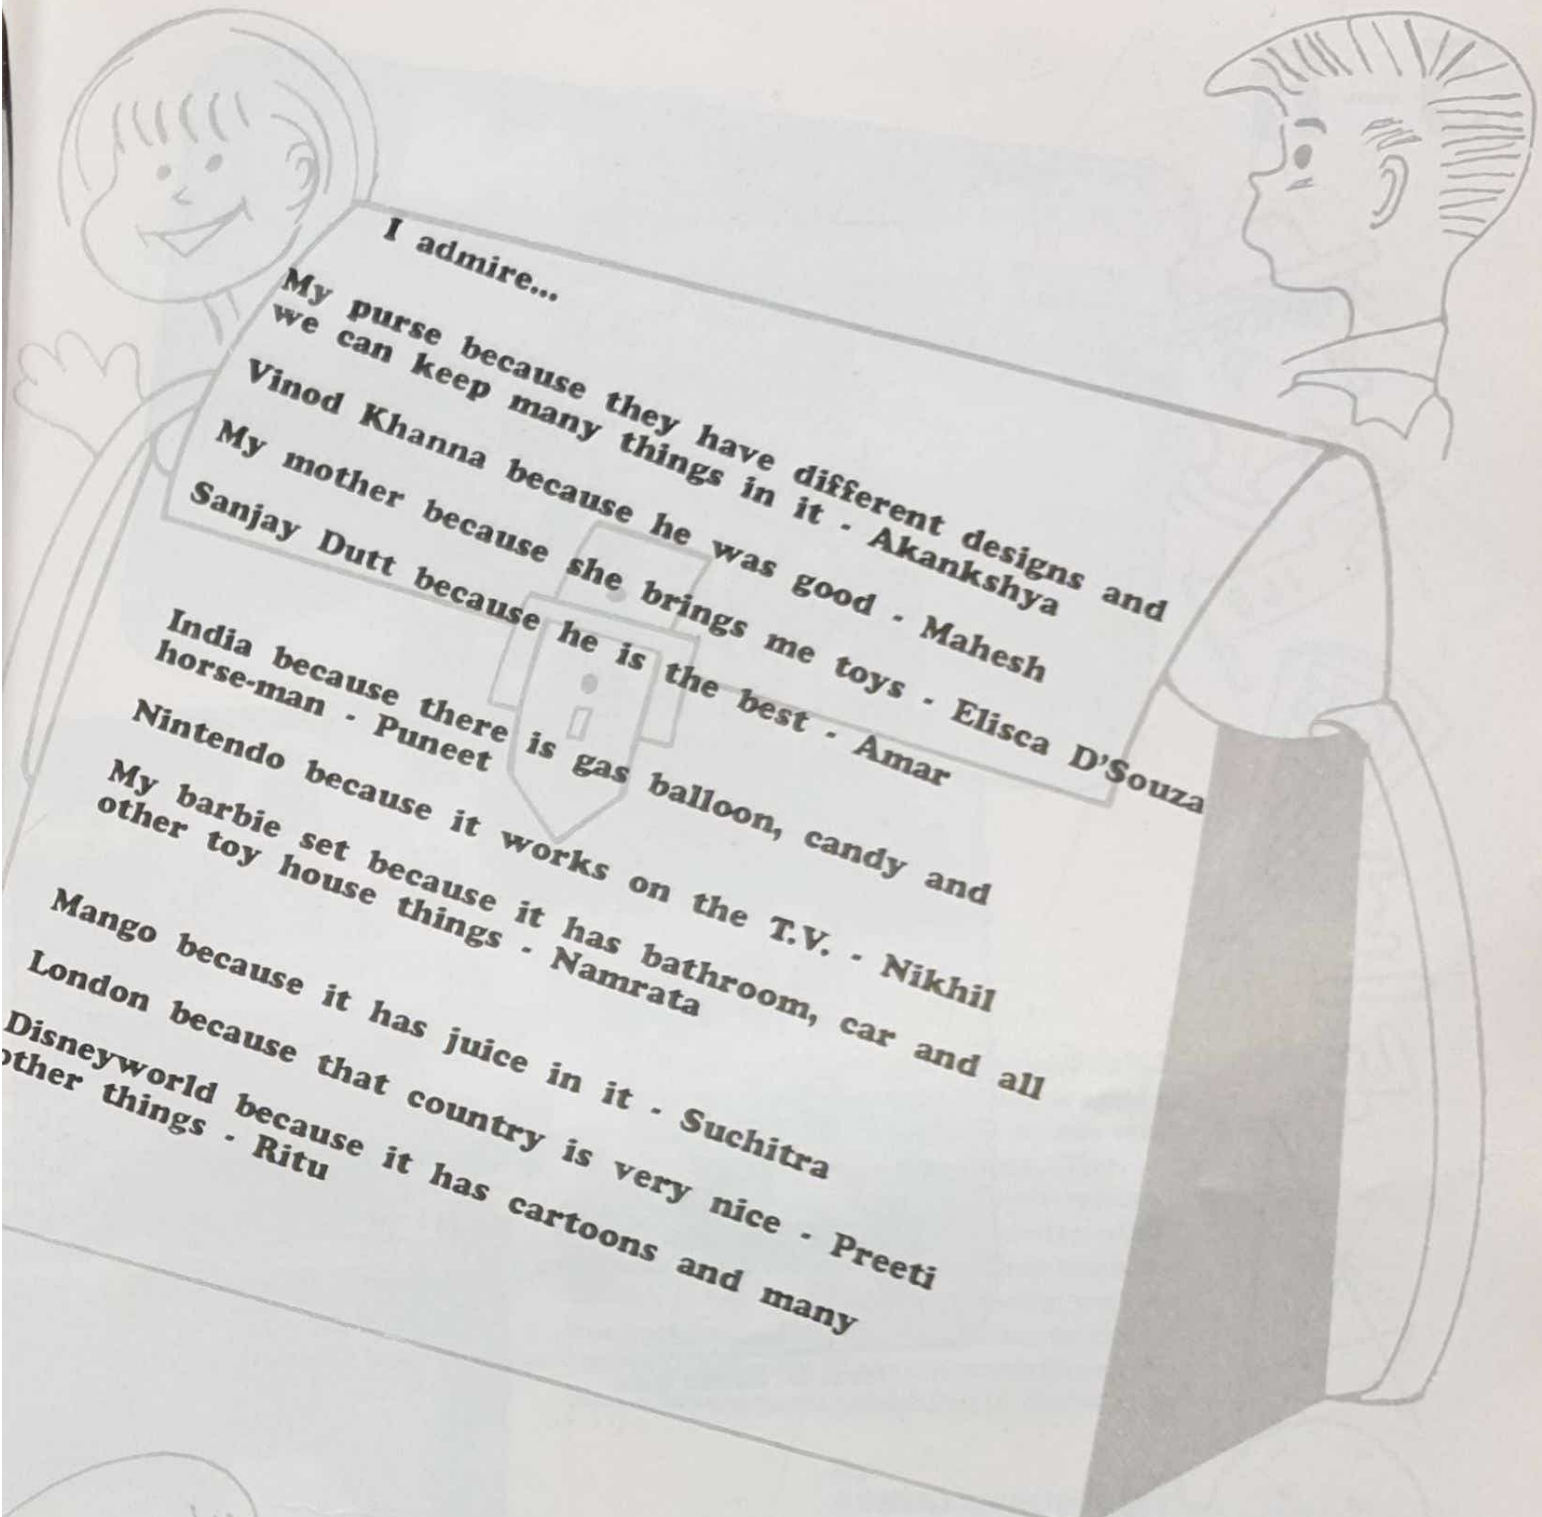 I admire...
My purse because they have different designs and
we can keep many things in it - Akankshya
Vinod Khanna because he was good - Mahesh
My mother because she brings me toys - Elisca D'Souza
Sanjay Dutt because he is the best - Amar
India because there is gas balloon, candy and
horse-man - Puneet
Nintendo because it works on the T.V. - Nikhil
My barbie set because it has bathroom, car and all
other toy house things - Namrata
Mango because it has juice in it - Suchitra
London because that country is very nice - Preeti
Disneyworld because it has cartoons and many
other things - Ritu